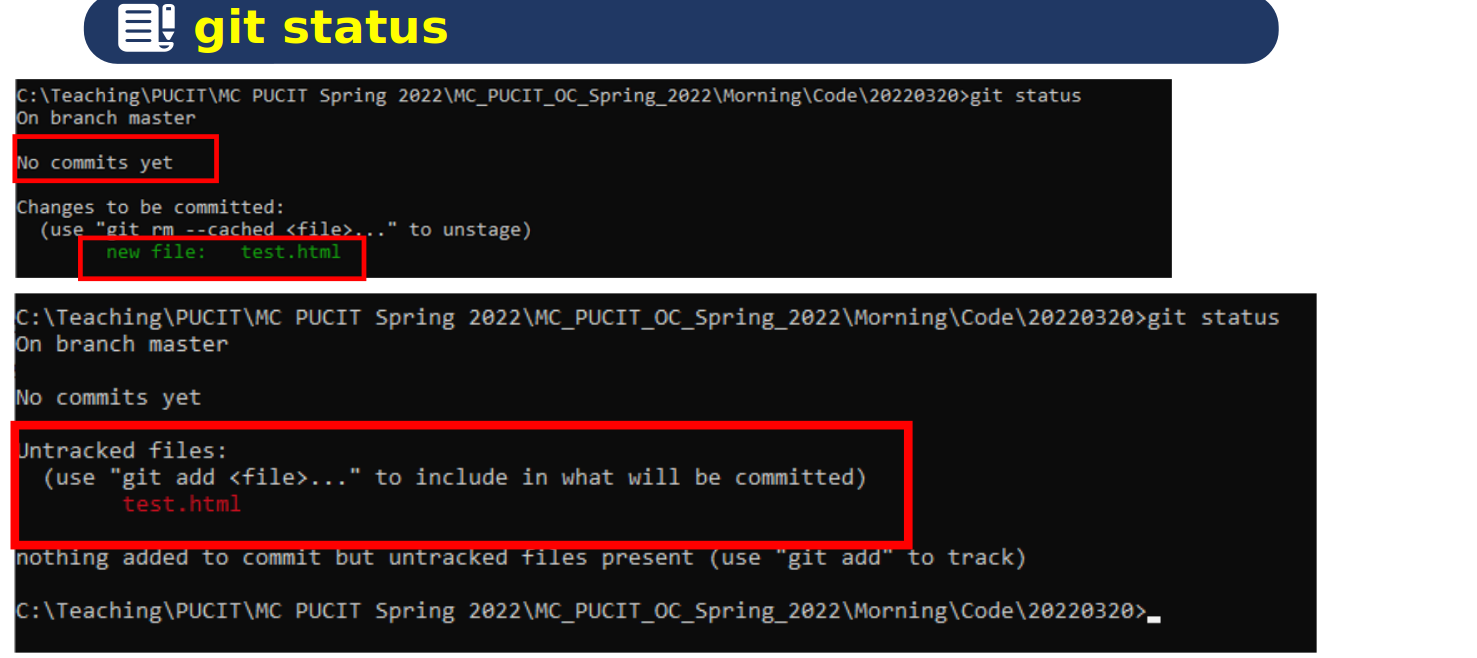 git status
C:\Teaching\PUCIT\MC PUCIT Spring 2022\MC_PUCIT_OC_Spring_2022\Morning\Code\20220320>git status
On branch master
No commits yet
Changes to be committed:
(use "git rm --cached <file>..." to unstage)
new file: test.html
C:\Teaching\PUCIT\MC PUCIT Spring 2022\MC_PUCIT_OC_Spring_2022\Morning\Code\20220320>git status
On branch master
No commits yet
Untracked files:
(use "git add <file>..." to include in what will be committed)
test.html
nothing added to commit but untracked files present (use "git add" to track)
C:\Teaching\PUCIT\MC PUCIT Spring 2022\MC_PUCIT_OC_Spring_2022\Morning\Code\20220320>